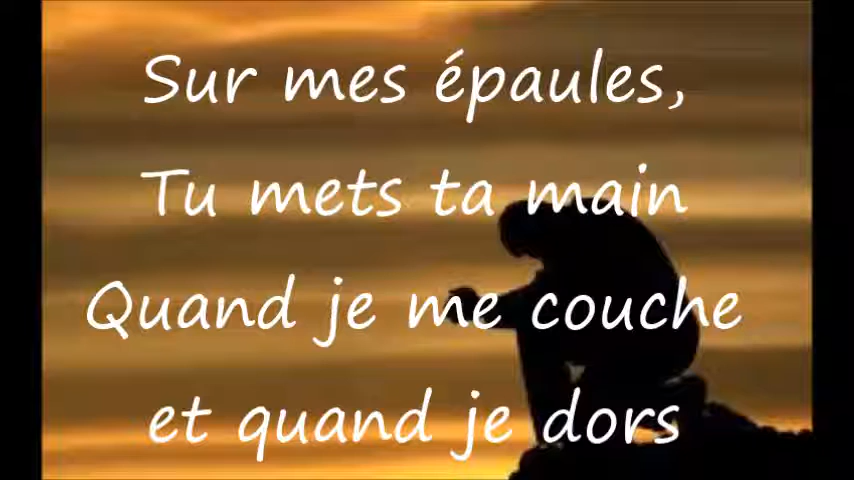 Sur mes épaules,
Tu mets ta main
Quand je me couche
et quand je dors